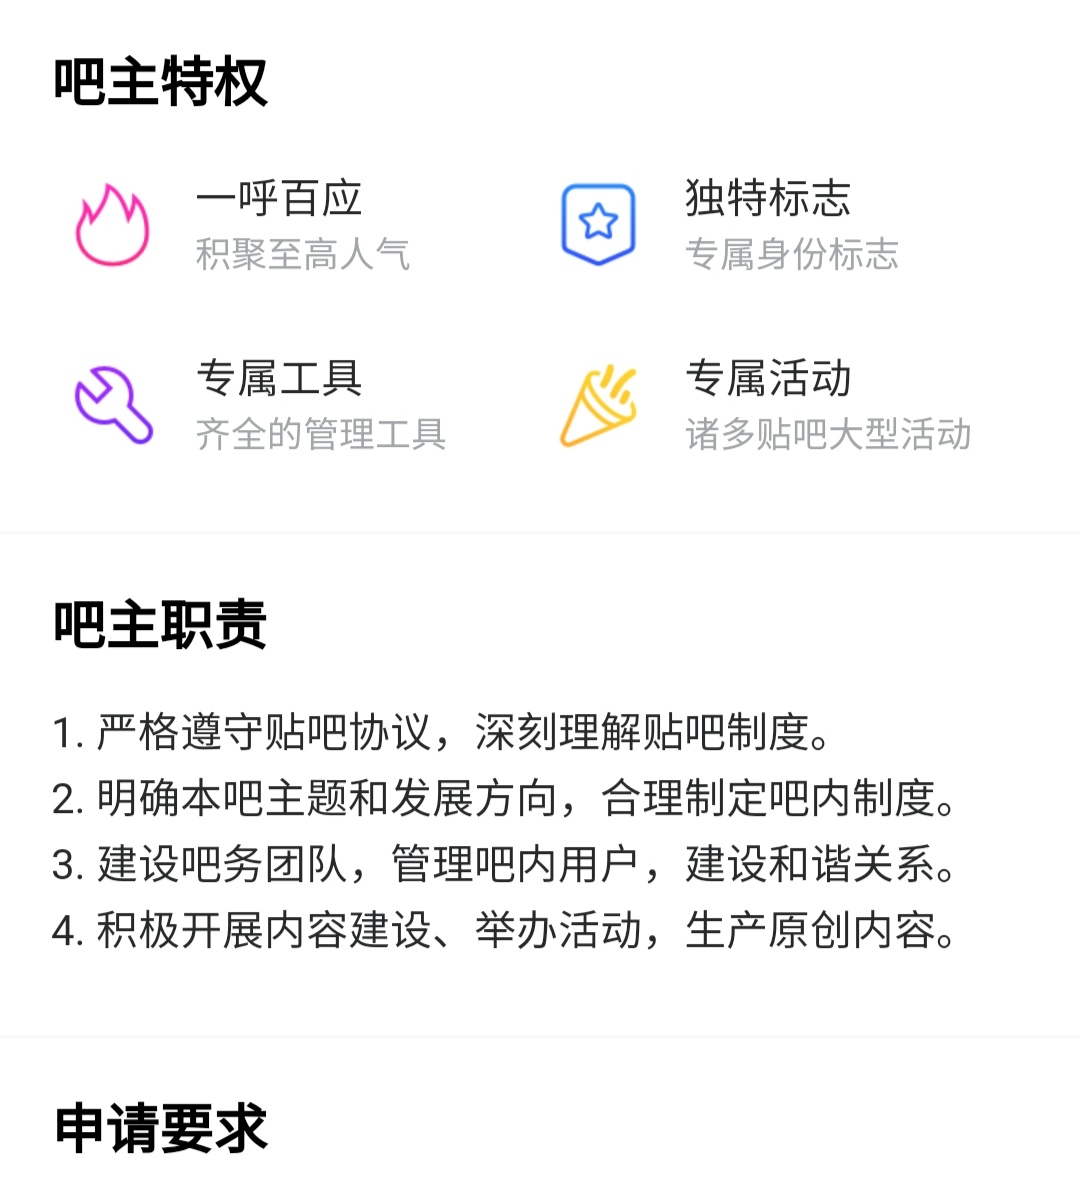 吧主特权
一呼百应
积聚至高人气
独特标志
专属身份标志
专属工具
齐全的管理工具
专属活动
诸多贴吧大型活动
吧主职责
1. 严格遵守贴吧协议，深刻理解贴吧制度。
2. 明确本吧主题和发展方向，合理制定吧内制度。
3. 建设吧务团队，管理吧内用户，建设和谐关系。
4. 积极开展内容建设、举办活动，生产原创内容。
申请要求